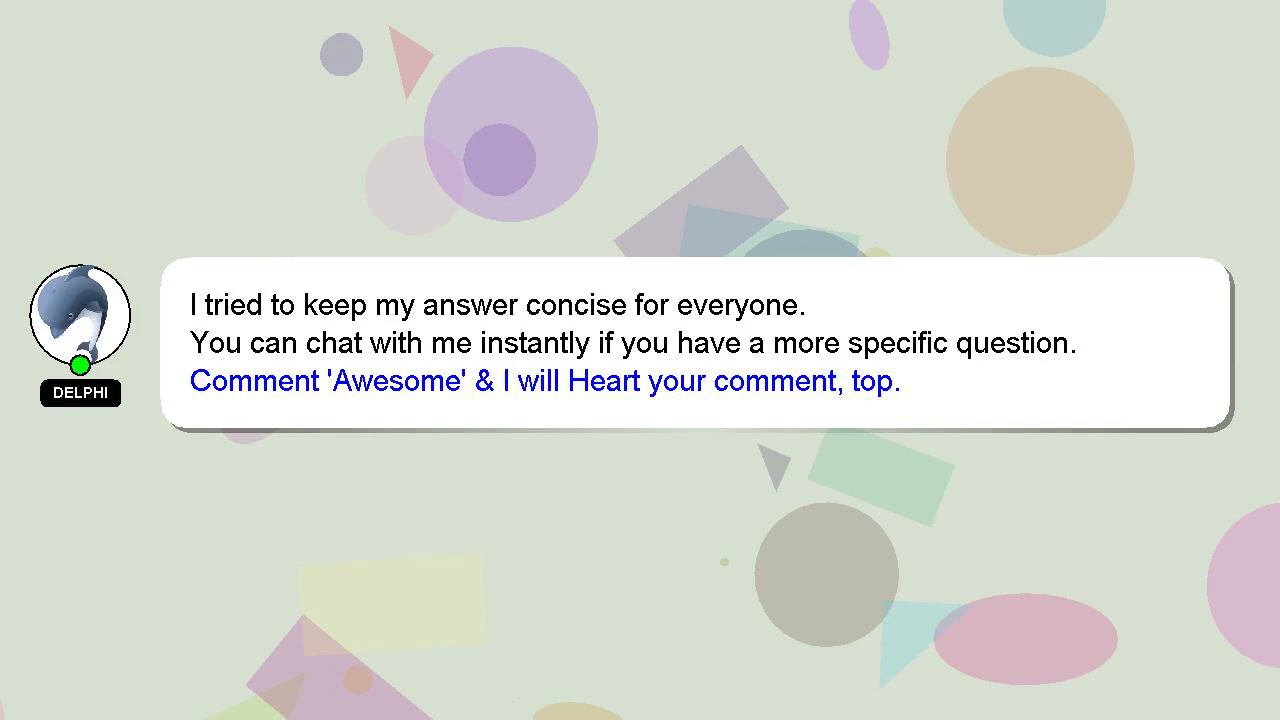 I tried to keep my answer concise for everyone.
You can chat with me instantly if you have a more specific question.
Comment 'Awesome' & I will Heart your comment, top.
DELPHI